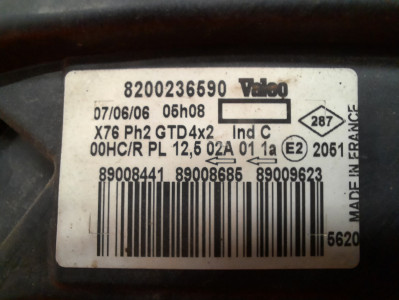 8200236590 Valeo
07/06/06 05h08
287
X76 Ph2 GTD4x2 Ind C
00HC/R PL 12,5 02A 01 1a E2 2051
89008441 89008685 89009623
MADE IN FRANCE
5620